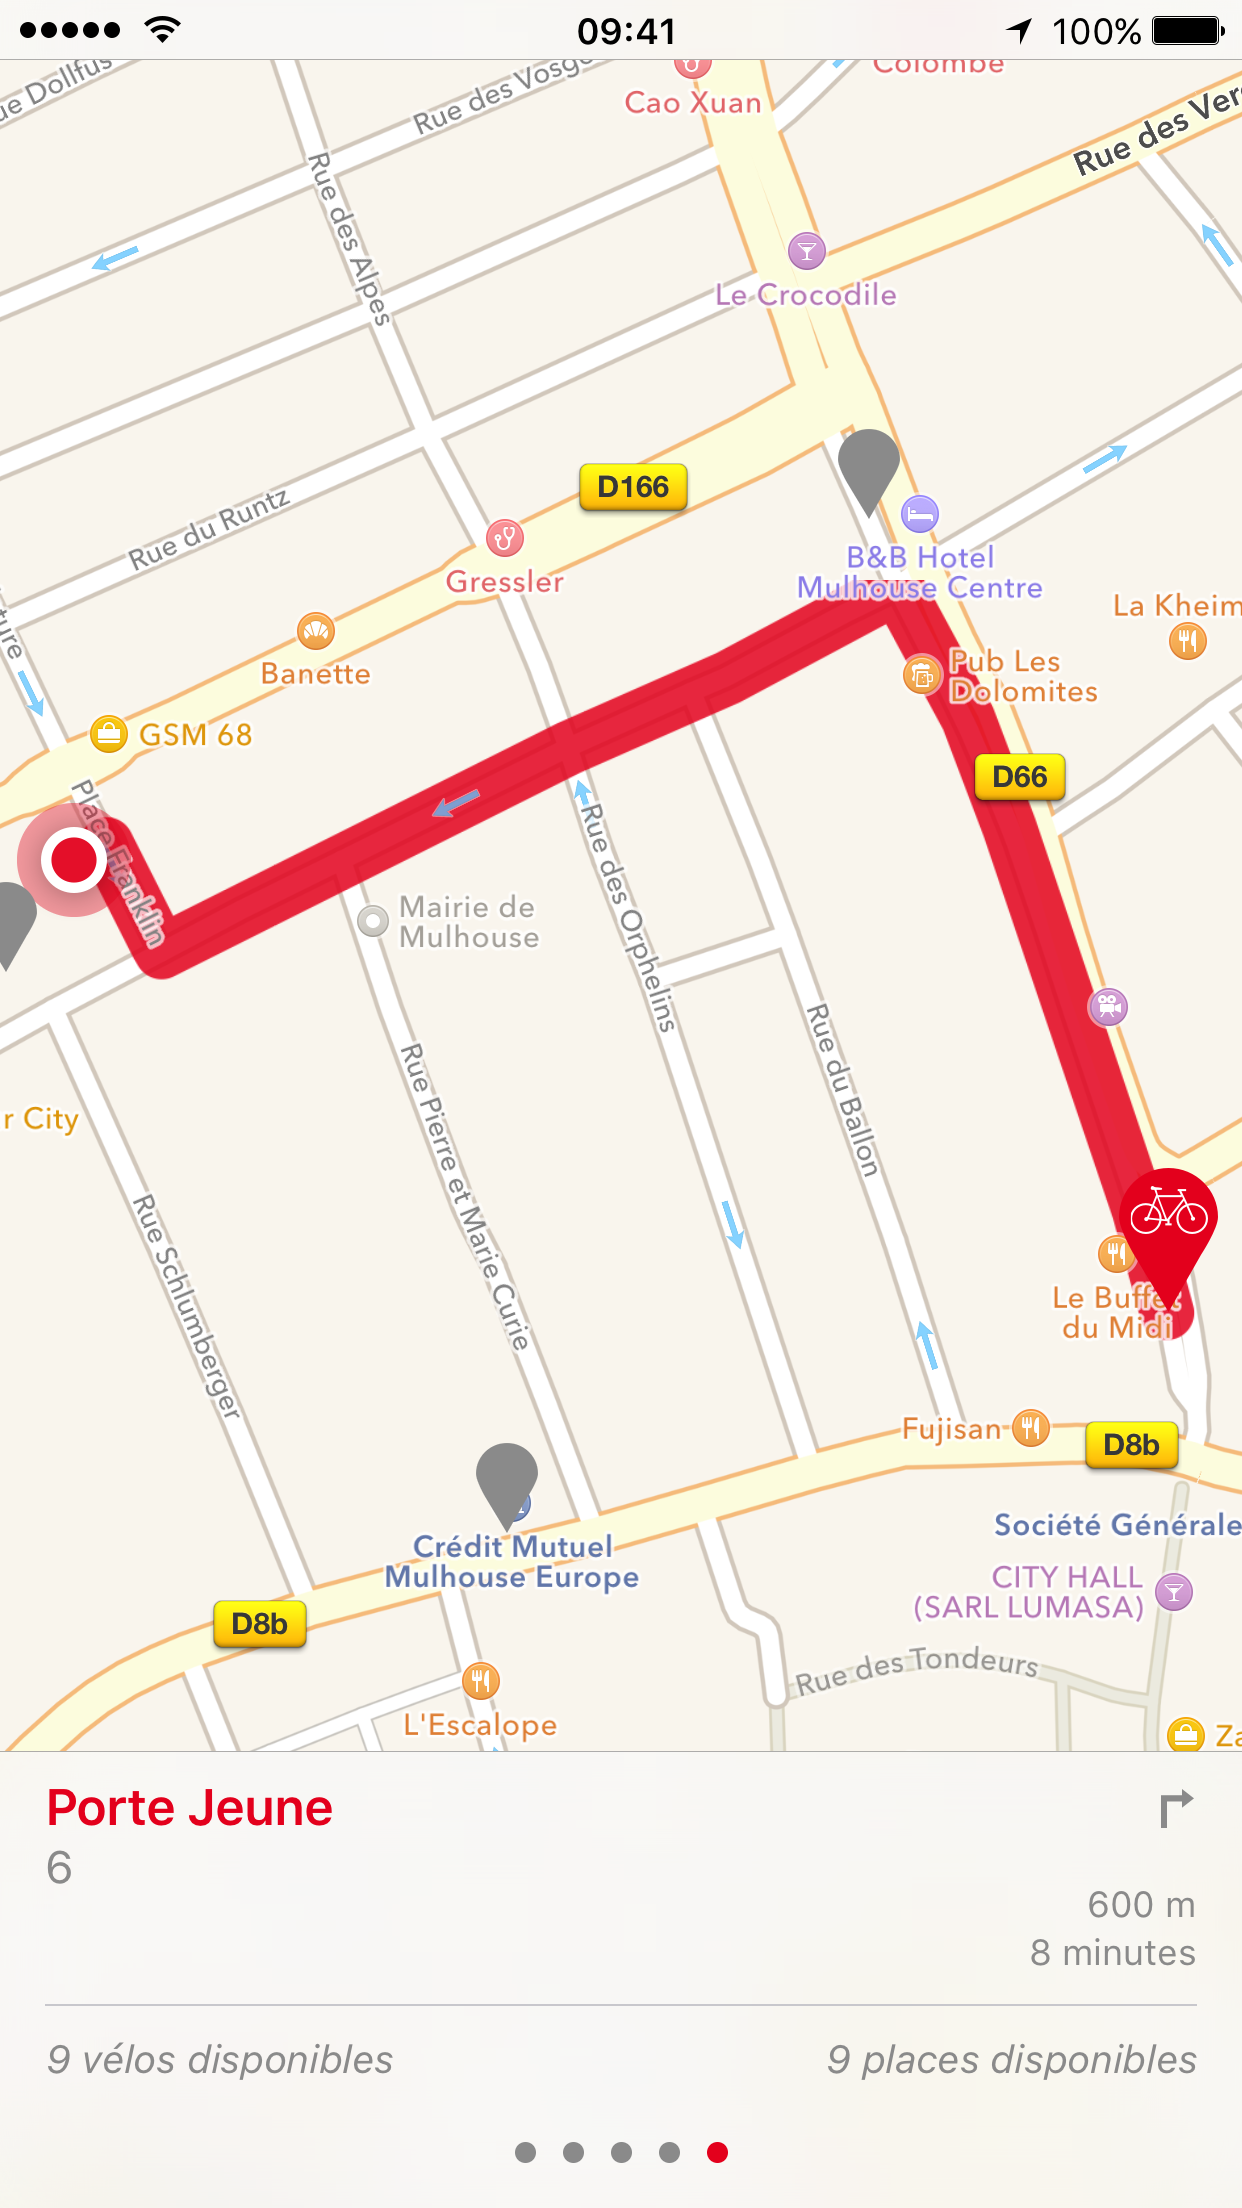 09:41
100%
ue Dollfus
Rue des Vosge
Colombe
Cao Xuan
Rue des Verg
Rue des Alpes
Le Crocodile
D166
Rue du Runtz
Gressler
B&B Hotel
Mulhouse Centre
La Kheim
ture
Banette
Pub Les
Dolomites
GSM 68
D66
Place Franklin
Rue des Orphelins
Mairie de
Mulhouse
Rue du Ballon
Rue Pierre et Marie Curie
r City
Rue Schlumberger
Le Buffet
du Midi
Fujisan
D8b
Société Générale
Crédit Mutuel
Mulhouse Europe
CITY HALL
(SARL LUMASA)
D8b
Rue des Tondeurs
L'Escalope
Za
Porte Jeune
6
600 m
8 minutes
9 vélos disponibles
9 places disponibles